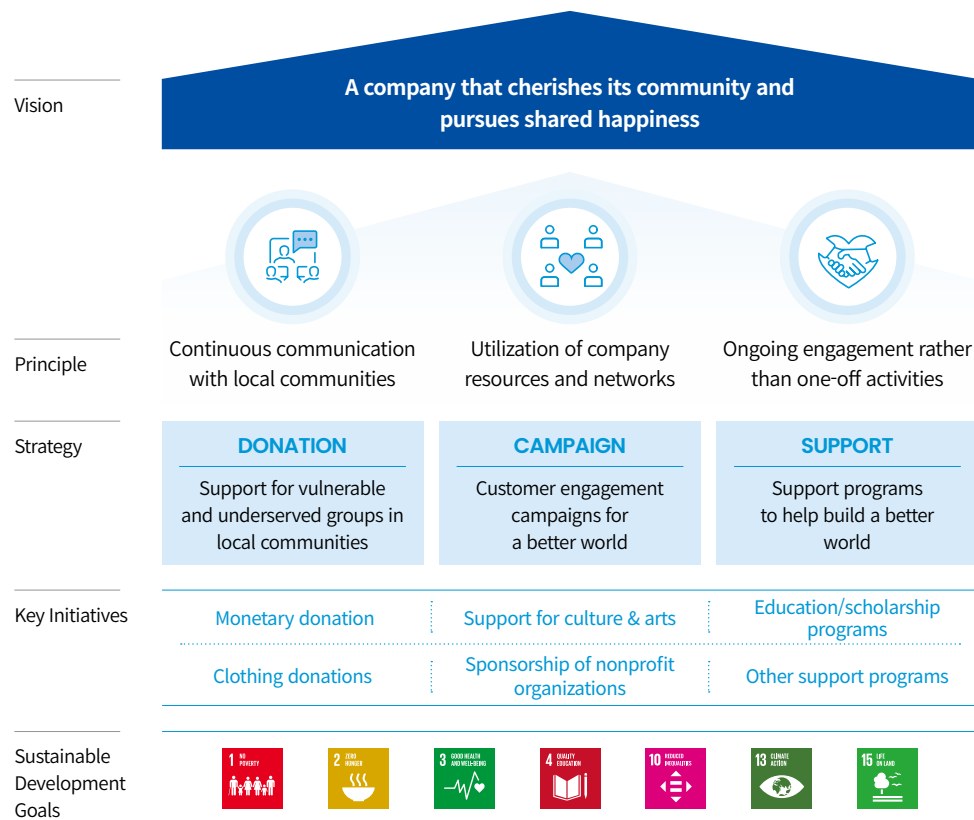 Vision
A company that cherishes its community and
pursues shared happiness
Principle
Continuous communication
with local communities
Utilization of company
resources and networks
Ongoing engagement rather
than one-off activities
Strategy
DONATION
Support for vulnerable
and underserved groups in
local communities
CAMPAIGN
Customer engagement
campaigns for
a better world
SUPPORT
Support programs
to help build a better
world
Key Initiatives
Monetary donation
Support for culture & arts
Education/scholarship
programs
Clothing donations
Sponsorship of nonprofit
organizations
Other support programs
Sustainable
Development
Goals
1 NO
POVERTY
2 ZERO
HUNGER
3 GOOD HEALTH
AND WELL-BEING
4 QUALITY
EDUCATION
10 REDUCED
INEQUALITIES
13 CLIMATE
ACTION
15 LIFE
ON LAND